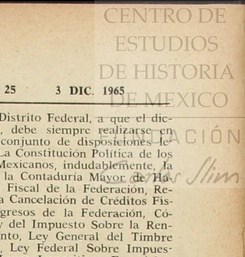 CENTRO DE
ESTUDIOS
DE HISTORIA
DE MEXICO
25 3 DIC. 1965
Distrito Federal, a que el dic-
, debe siempre realizarse en
conjunto de disposiciones le-
La Constitución Política de los
Mexicanos, indudablemente, la
la Contaduría Mayor de Ha-
Fiscal de la Federación, Re-
a Cancelación de Créditos Fis-
gresos de la Federación, Có-
y del Impuesto Sobre la Ren-
nto, Ley General del Timbre
, Ley Federal Sobre Impues-